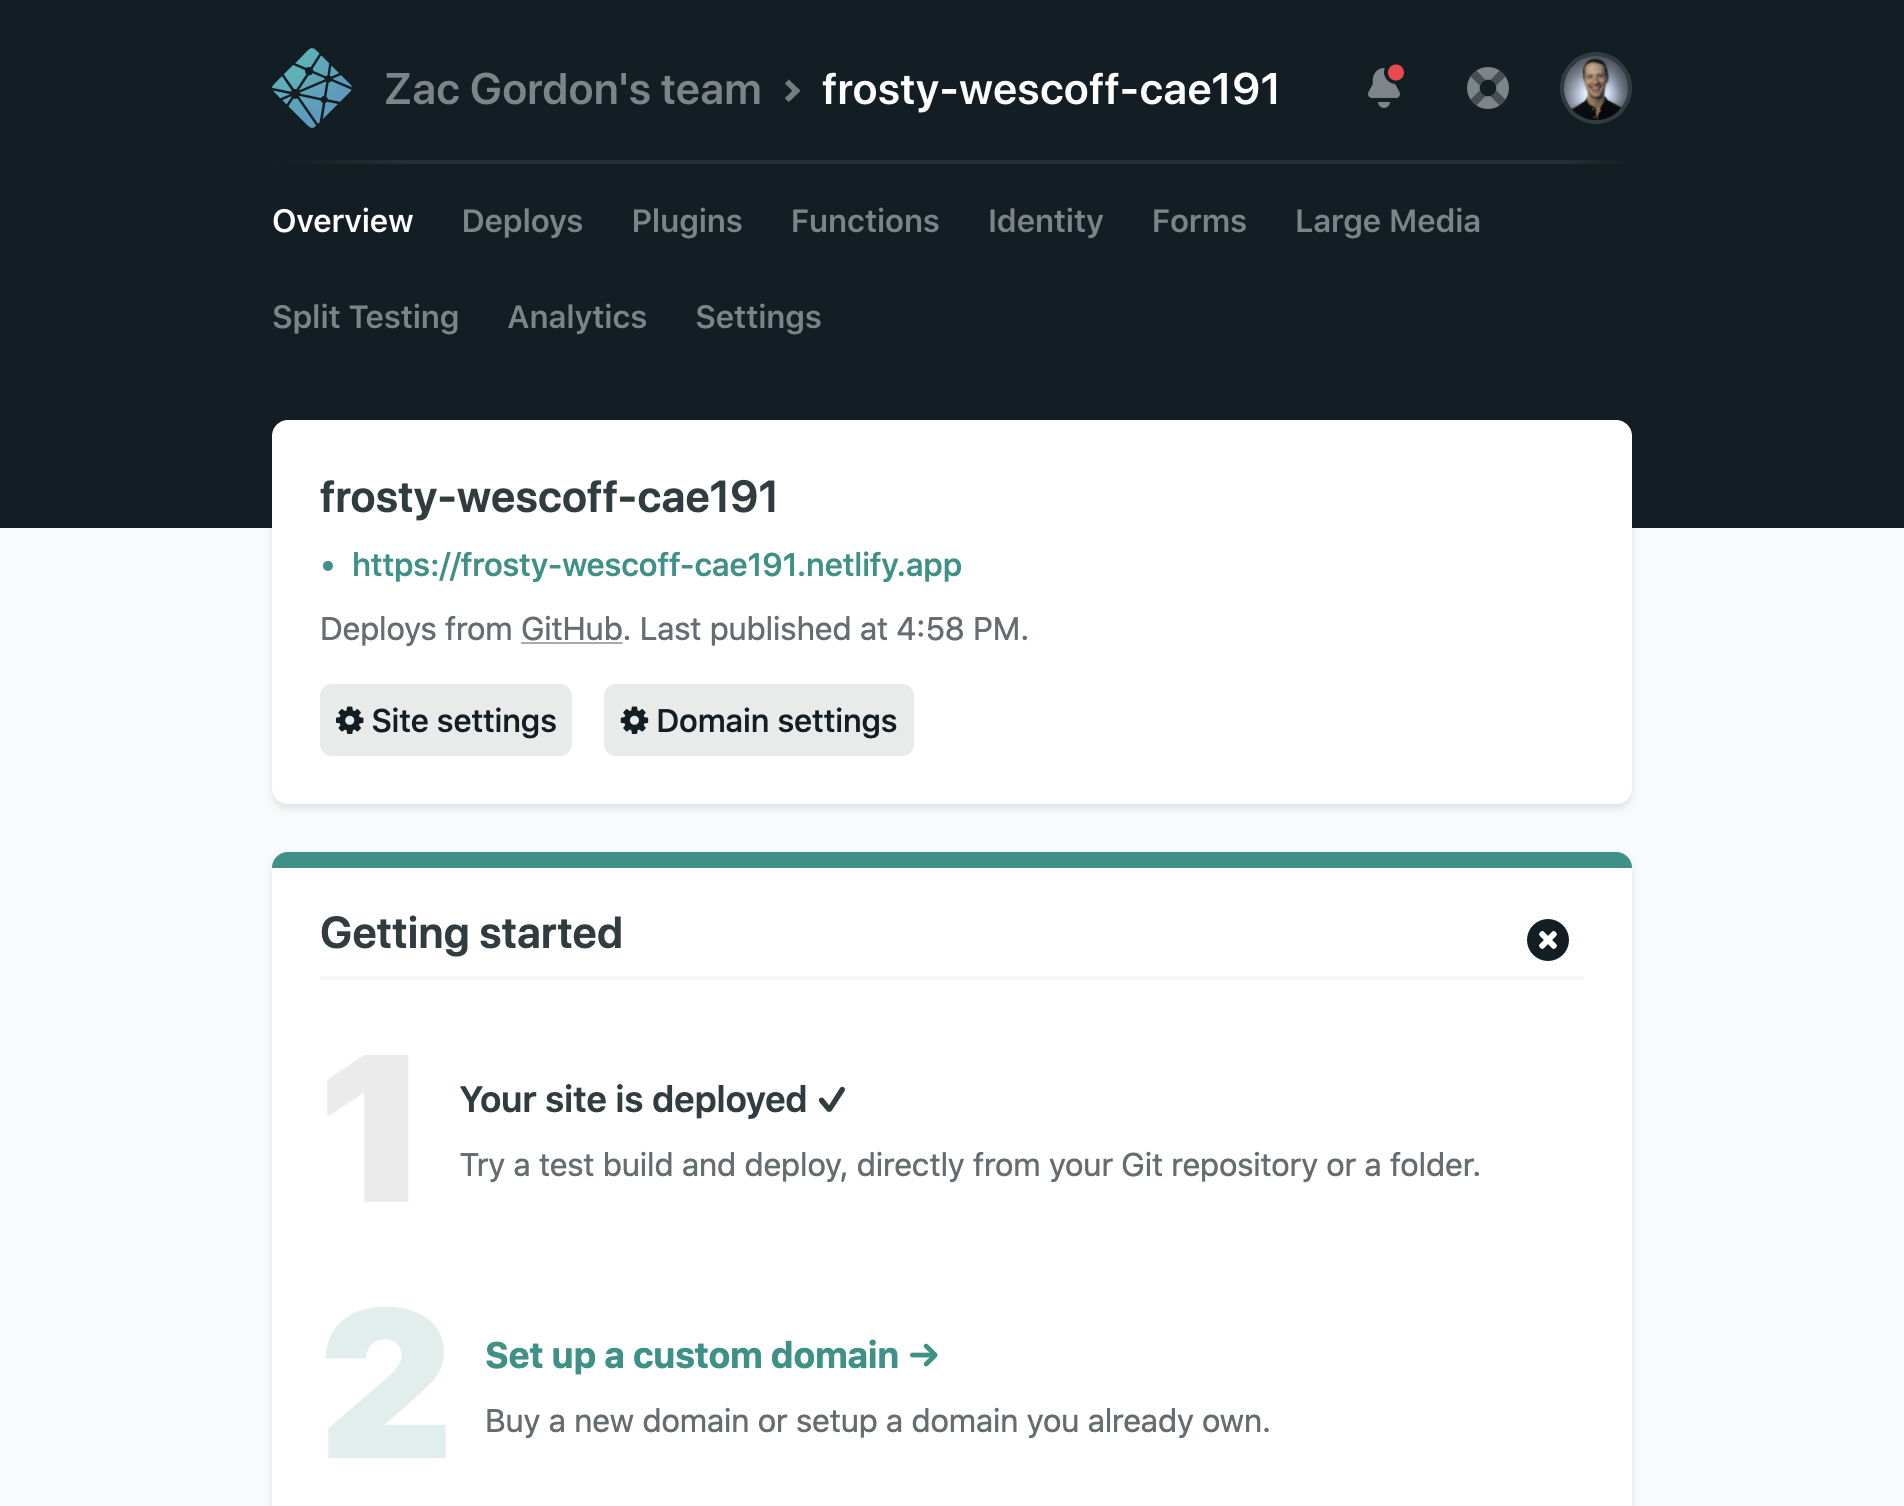 Zac Gordon's team > frosty-wescoff-cae191
Overview Deploys Plugins Functions Identity Forms Large Media
Split Testing Analytics Settings
frosty-wescoff-cae191
• https://frosty-wescoff-cae191.netlify.app
Deploys from GitHub. Last published at 4:58 PM.
Site settings Domain settings
Getting started
1
Your site is deployed ✓
Try a test build and deploy, directly from your Git repository or a folder.
2
Set up a custom domain →
Buy a new domain or setup a domain you already own.